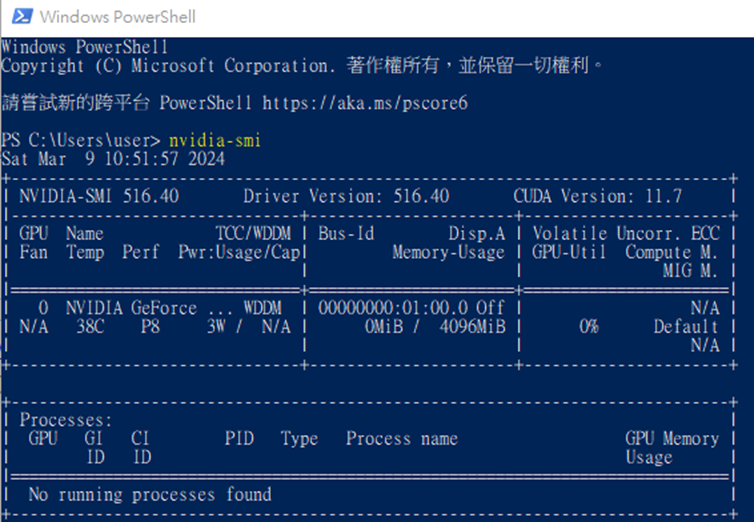 Windows PowerShell
Windows PowerShell
Copyright (C) Microsoft Corporation. 著作權所有，並保留一切權利。
請嘗試新的跨平台 PowerShell https://aka.ms/pscore6
PS C:\Users\user> nvidia-smi
Sat Mar  9 10:51:57 2024
+-----------------------------------------------------------------------------+
| NVIDIA-SMI 516.40       Driver Version: 516.40       CUDA Version: 11.7     |
|-------------------------------+----------------------+----------------------+
| GPU  Name            TCC/WDDM | Bus-Id        Disp.A | Volatile Uncorr. ECC |
| Fan  Temp  Perf  Pwr:Usage/Cap|         Memory-Usage | GPU-Util  Compute M. |
|                               |                      |               MIG M. |
|===============================+======================+======================|
|   0  NVIDIA GeForce ... WDDM  | 00000000:01:00.0 Off |                  N/A |
| N/A   38C    P8     3W /  N/A |      0MiB /  4096MiB |      0%      Default |
|                               |                      |                  N/A |
+-------------------------------+----------------------+----------------------+
+-----------------------------------------------------------------------------+
| Processes:                                                                  |
|  GPU   GI   CI        PID   Type   Process name                  GPU Memory |
|        ID   ID                                                   Usage      |
|=============================================================================|
|  No running processes found                                                 |
+-----------------------------------------------------------------------------+